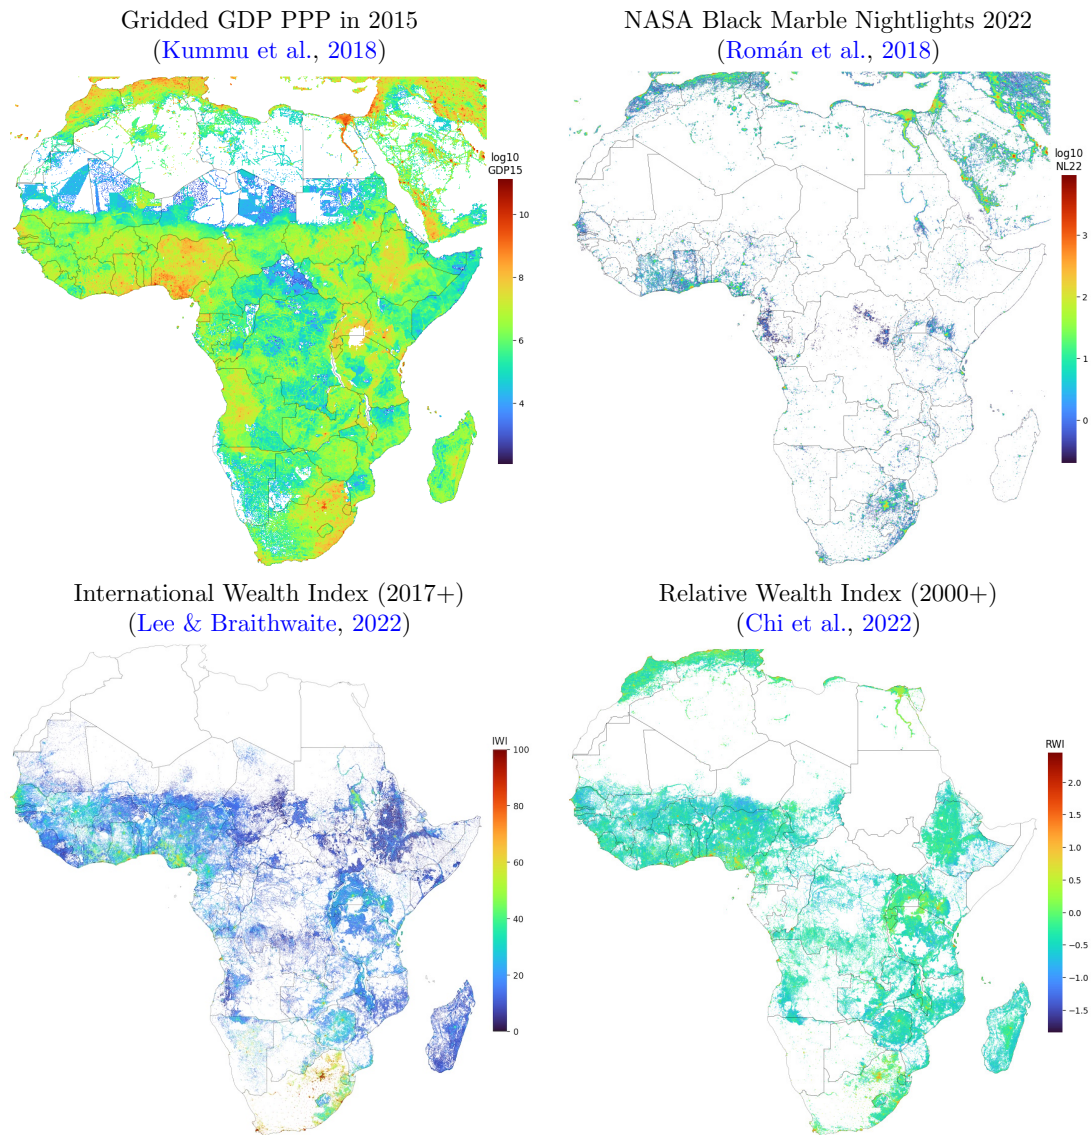 Gridded GDP PPP in 2015
(Kummu et al., 2018)
NASA Black Marble Nightlights 2022
(Román et al., 2018)
log10
GDP15
10
8
6
4
log10
NL22
3
2
1
0
International Wealth Index (2017+)
(Lee & Braithwaite, 2022)
Relative Wealth Index (2000+)
(Chi et al., 2022)
IWI
100
80
60
40
20
0
RWI
2.0
1.5
1.0
0.5
0.0
−0.5
−1.0
−1.5